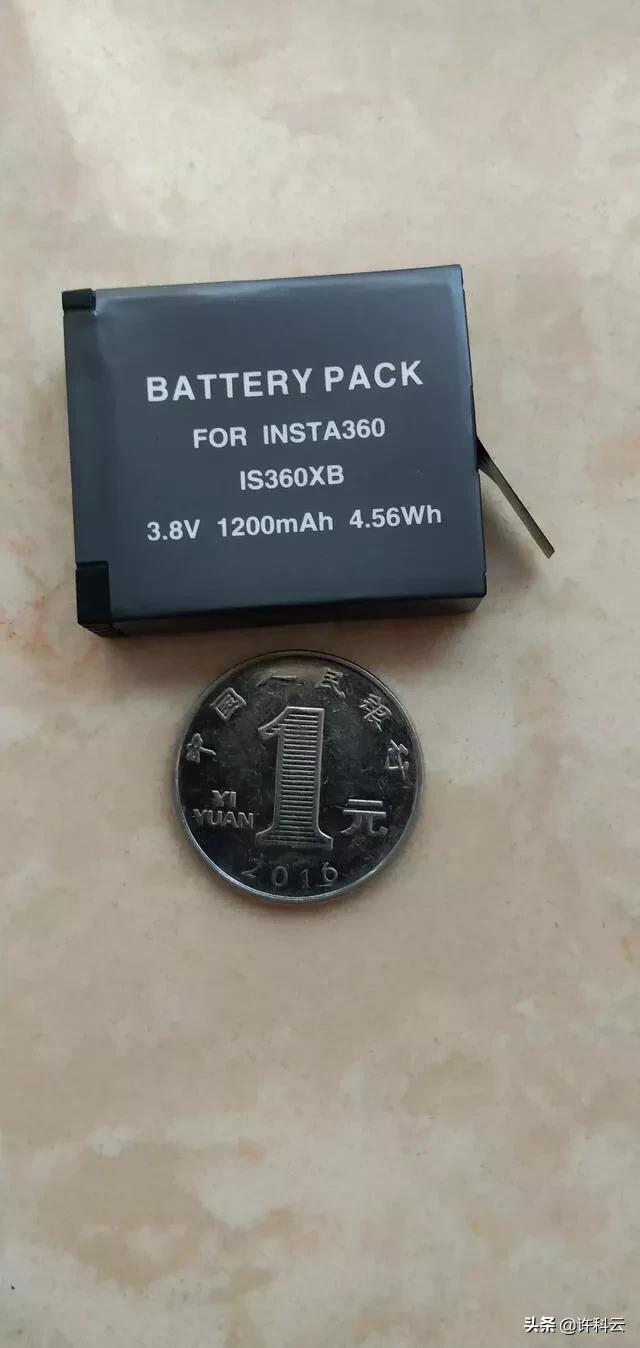 BATTERY PACK
FOR INSTA360
IS360XB
3.8V 1200mAh 4.56Wh
中国人民银行
1
YI
YUAN
元
2016
头条 @许科云